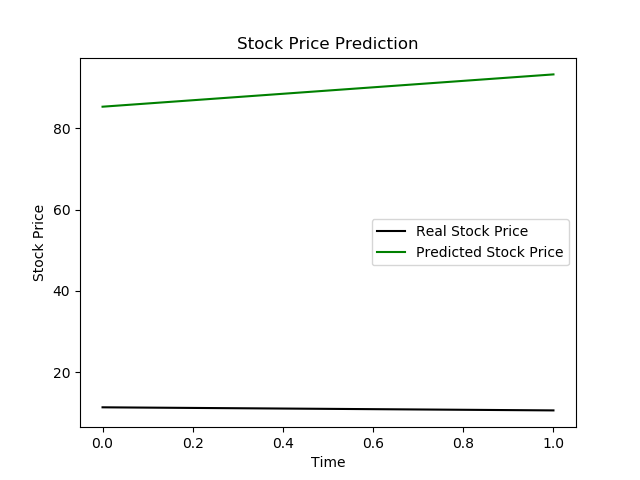 Stock Price Prediction
80
60
40
20
Stock Price
Real Stock Price
Predicted Stock Price
0.0 0.2 0.4 0.6 0.8 1.0
Time